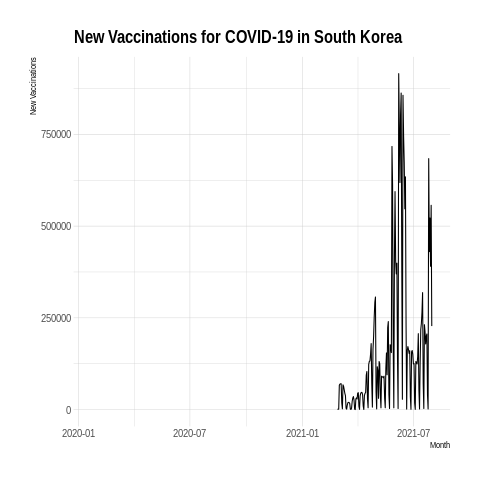 New Vaccinations for COVID-19 in South Korea
New Vaccinations
750000
500000
250000
0
2020-01 2020-07 2021-01 2021-07
Month